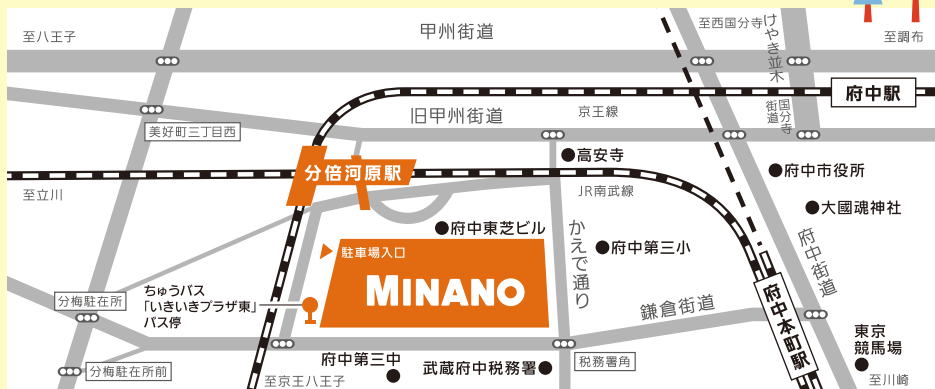 至八王子
甲州街道
至西国分寺
けやき並木
至調布
府中駅
旧甲州街道
京王線
国分寺
街道
美好町三丁目西
高安寺
分倍河原駅
府中市役所
至立川
JR南武線
大國魂神社
府中東芝ビル
かえで通り
府中第三小
府中街道
駐車場入口
MINANO
ちゅうバス
「いきいきプラザ東」
バス停
分梅駐在所
鎌倉街道
府中本町駅
東京
競馬場
府中第三中
武蔵府中税務署
税務署角
分梅駐在所前
至京王八王子
至川崎